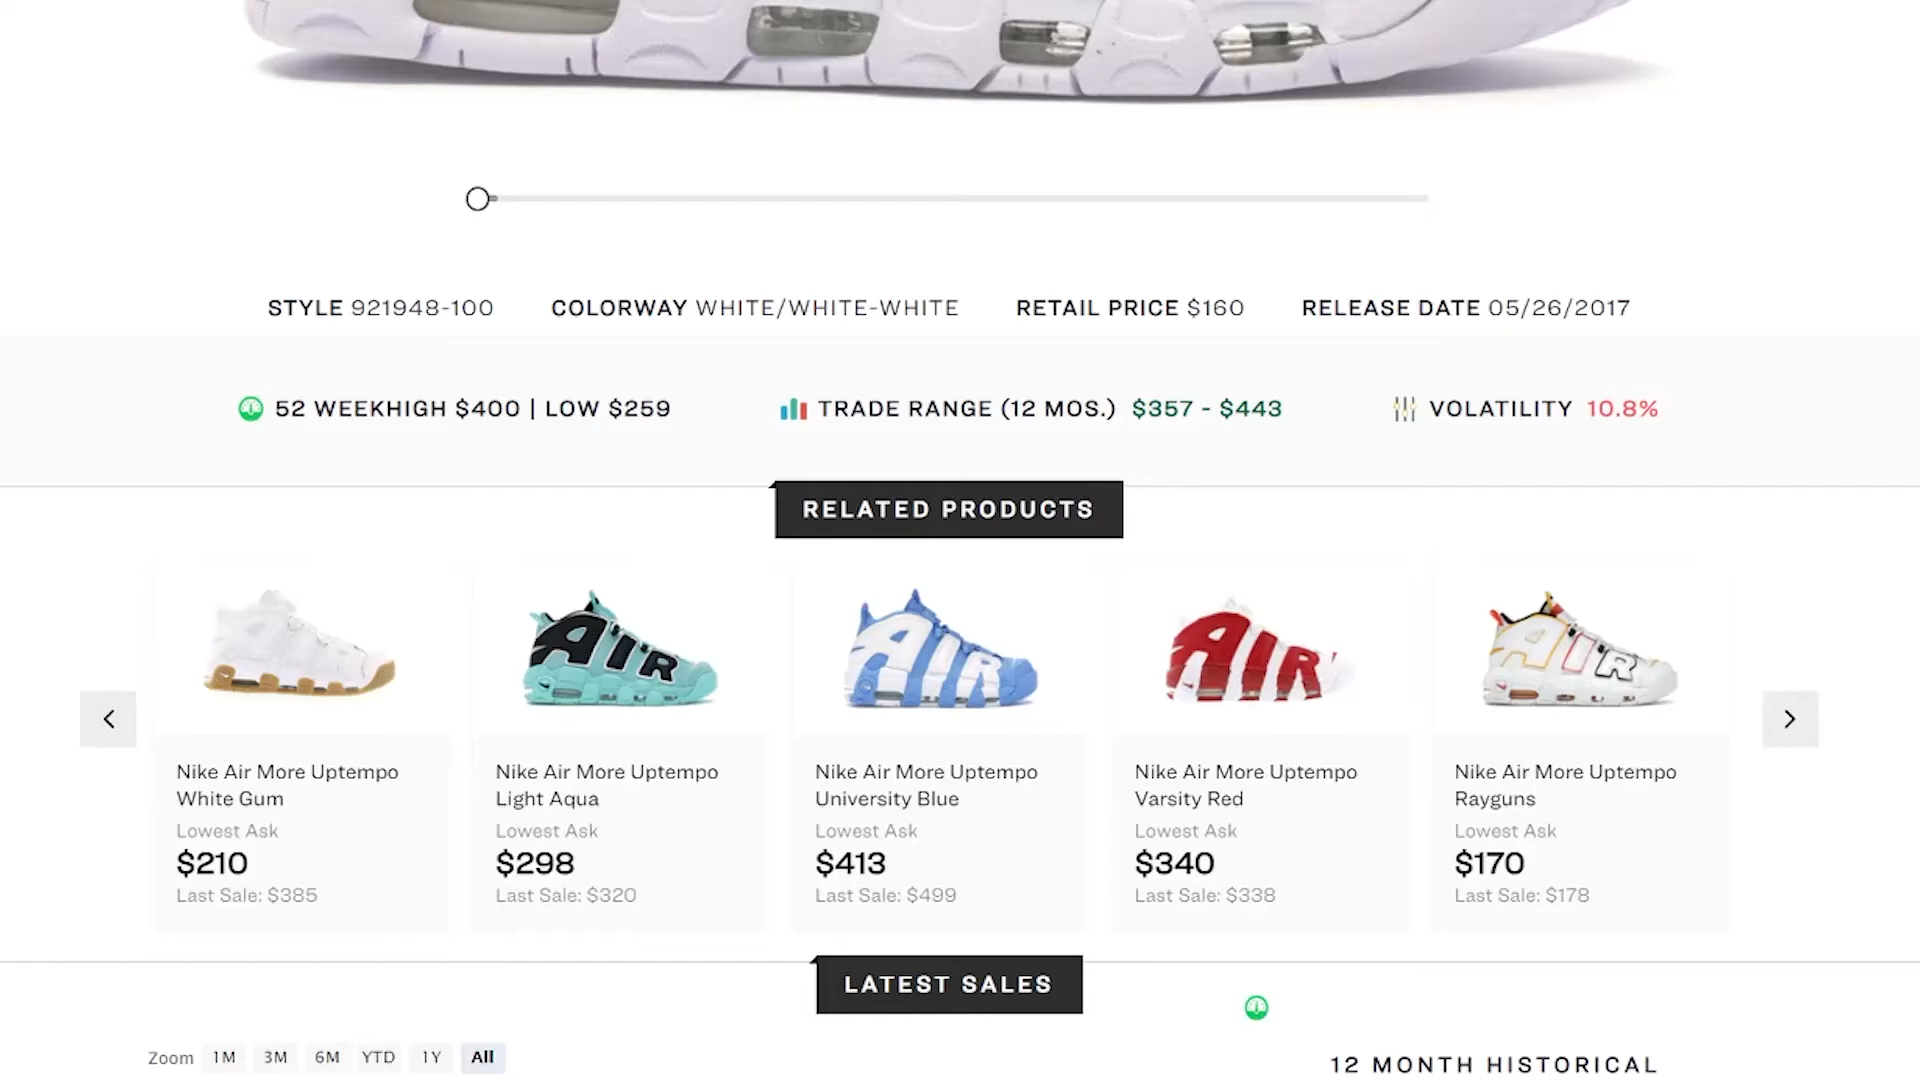 STYLE 921948-100 COLORWAY WHITE/WHITE-WHITE RETAIL PRICE $160 RELEASE DATE 05/26/2017
52 WEEKHIGH $400 | LOW $259 TRADE RANGE (12 MOS.) $357 - $443 VOLATILITY 10.8%
RELATED PRODUCTS
AIR AIR AIR AIR
Nike Air More Uptempo
White Gum
Lowest Ask
$210
Last Sale: $385
Nike Air More Uptempo
Light Aqua
Lowest Ask
$298
Last Sale: $320
Nike Air More Uptempo
University Blue
Lowest Ask
$413
Last Sale: $499
Nike Air More Uptempo
Varsity Red
Lowest Ask
$340
Last Sale: $338
Nike Air More Uptempo
Rayguns
Lowest Ask
$170
Last Sale: $178
LATEST SALES
Zoom 1M 3M 6M YTD 1Y All
12 MONTH HISTORICAL